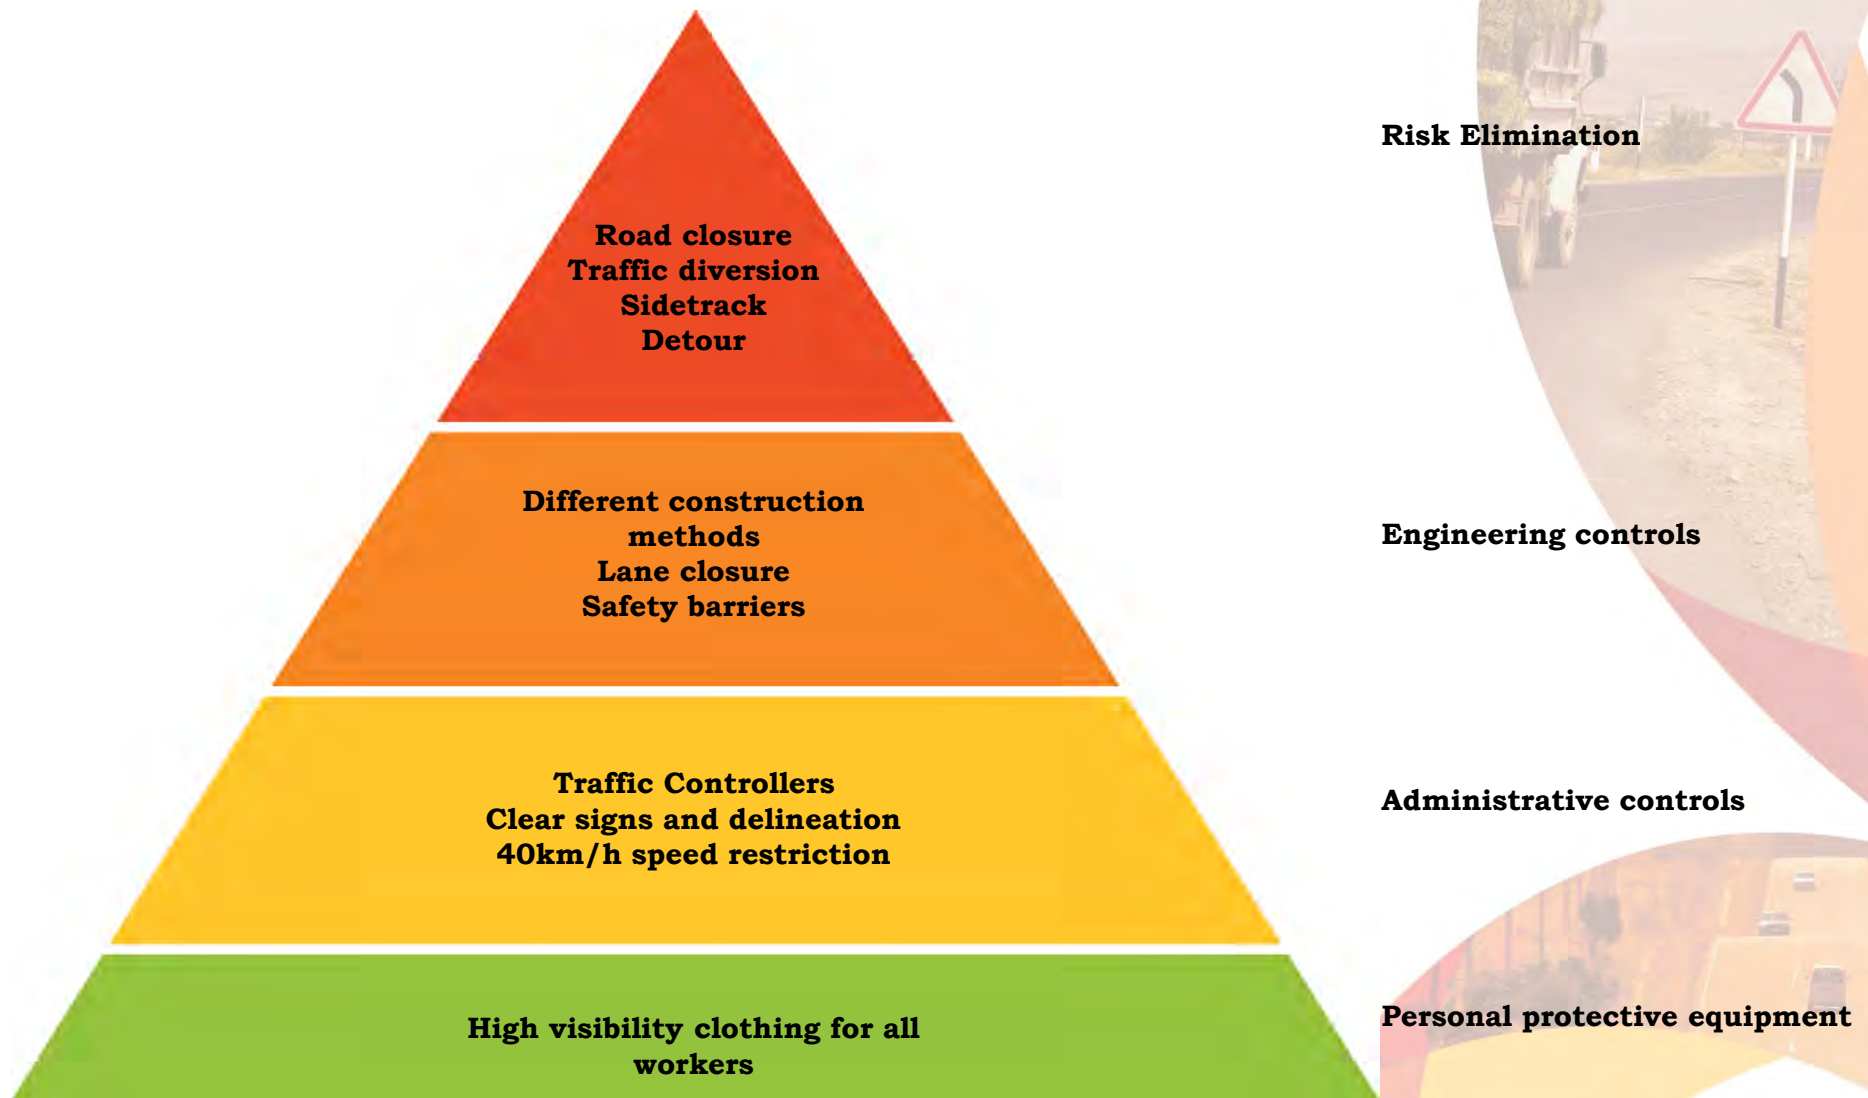 Risk Elimination
Road closure
Traffic diversion
Sidetrack
Detour
Different construction
methods
Lane closure
Safety barriers
Engineering controls
Traffic Controllers
Clear signs and delineation
40km/h speed restriction
Administrative controls
High visibility clothing for all
workers
Personal protective equipment